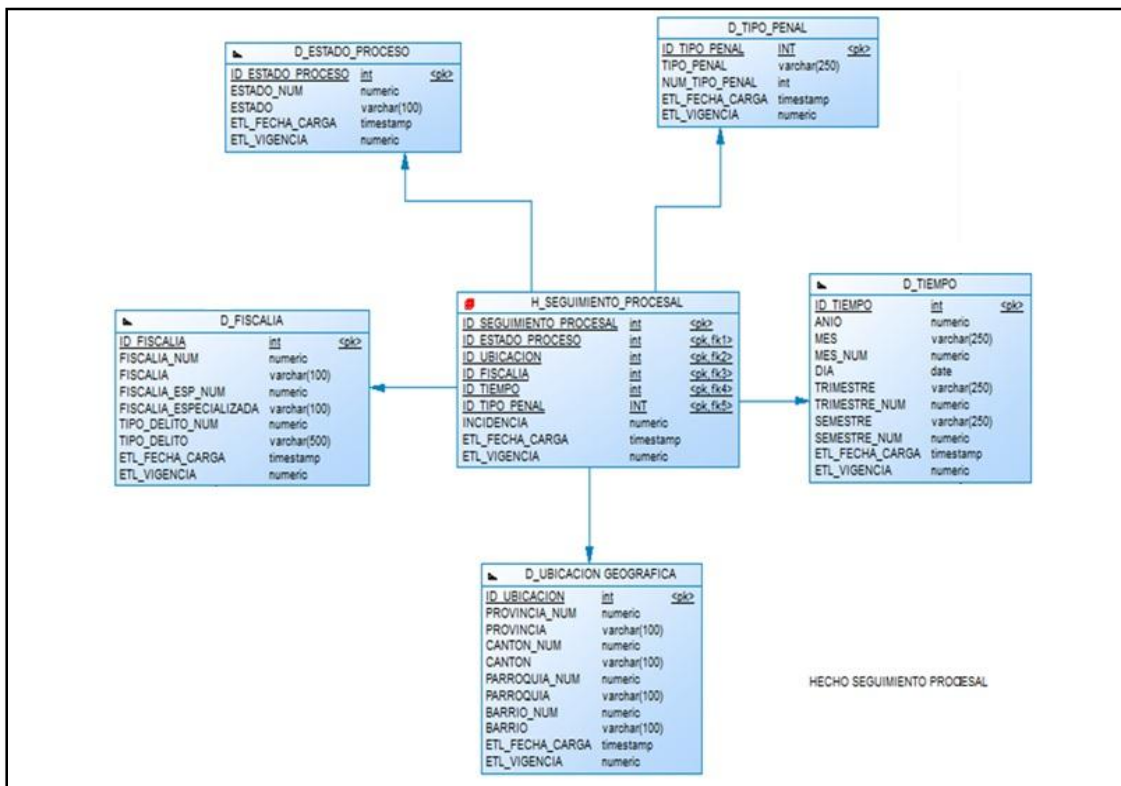 D_ESTADO_PROCESO
ID_ESTADO_PROCESO int <pk>
ESTADO_NUM numeric
ESTADO varchar(100)
ETL_FECHA_CARGA timestamp
ETL_VIGENCIA numeric
D_TIPO_PENAL
ID_TIPO_PENAL INT <pk>
TIPO_PENAL varchar(250)
NUM_TIPO_PENAL int
ETL_FECHA_CARGA timestamp
ETL_VIGENCIA numeric
D_FISCALIA
ID_FISCALIA int <pk>
FISCALIA_NUM numeric
FISCALIA varchar(100)
FISCALIA_ESP_NUM numeric
FISCALIA_ESPECIALIZADA varchar(100)
TIPO_DELITO_NUM numeric
TIPO_DELITO varchar(500)
ETL_FECHA_CARGA timestamp
ETL_VIGENCIA numeric
H_SEGUIMIENTO_PROCESAL
ID_SEGUIMIENTO_PROCESAL int <pk>
ID_ESTADO_PROCESO int <pk,fk1>
ID_UBICACION int <pk,fk2>
ID_FISCALIA int <pk,fk3>
ID_TIEMPO int <pk,fk4>
ID_TIPO_PENAL INT <pk,fk5>
INCIDENCIA numeric
ETL_FECHA_CARGA timestamp
ETL_VIGENCIA numeric
D_TIEMPO
ID_TIEMPO int <pk>
ANIO numeric
MES varchar(250)
MES_NUM numeric
DIA date
TRIMESTRE varchar(250)
TRIMESTRE_NUM numeric
SEMESTRE varchar(250)
SEMESTRE_NUM numeric
ETL_FECHA_CARGA timestamp
ETL_VIGENCIA numeric
D_UBICACION GEOGRAFICA
ID_UBICACION int <pk>
PROVINCIA_NUM numeric
PROVINCIA varchar(100)
CANTON_NUM numeric
CANTON varchar(100)
PARROQUIA_NUM numeric
PARROQUIA varchar(100)
BARRIO_NUM numeric
BARRIO varchar(100)
ETL_FECHA_CARGA timestamp
ETL_VIGENCIA numeric
HECHO SEGUIMIENTO PROCESAL